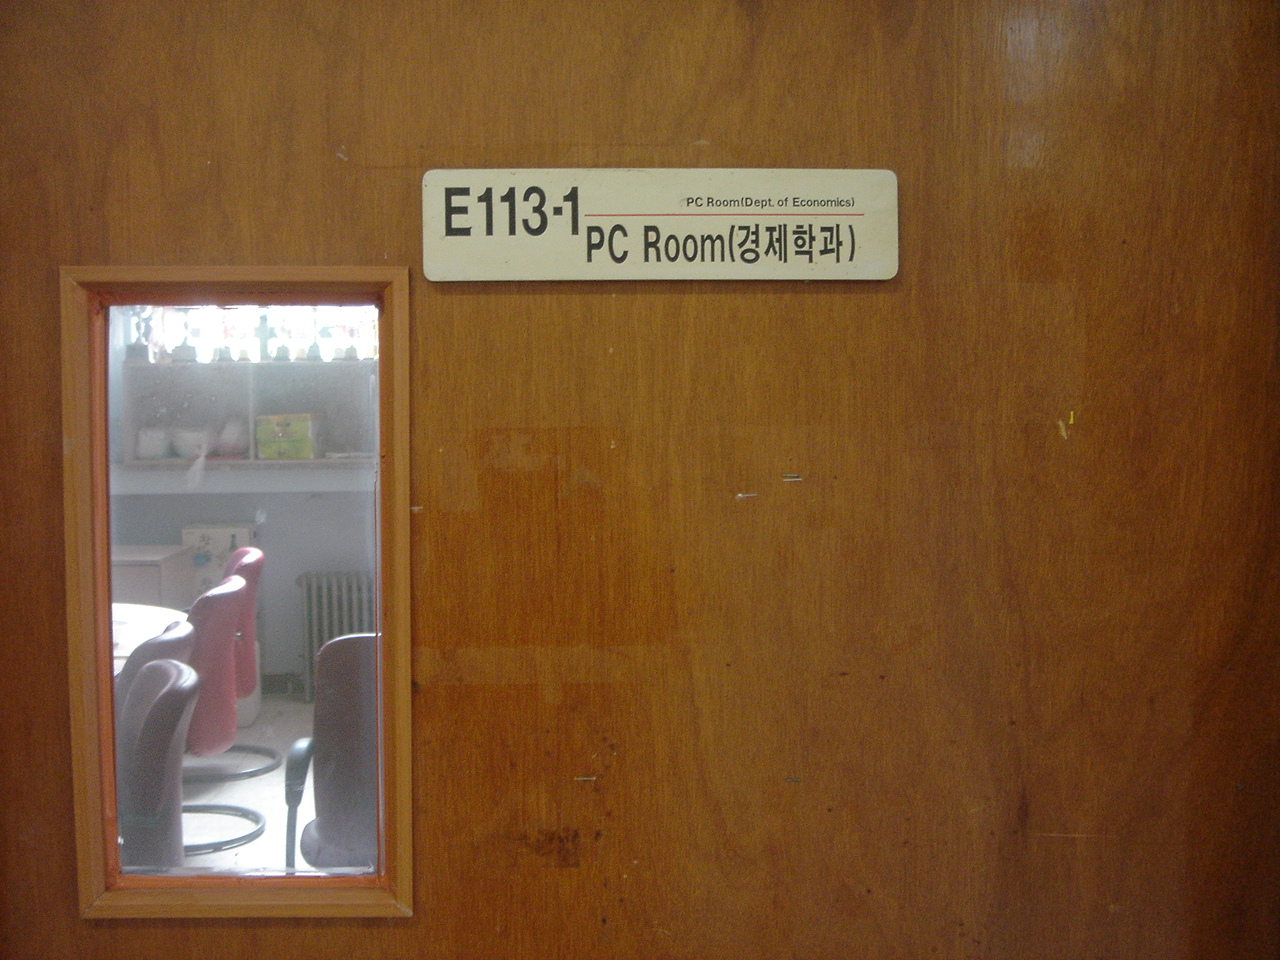 E113-1
PC Room(Dept. of Economics)
PC Room(경제학과)